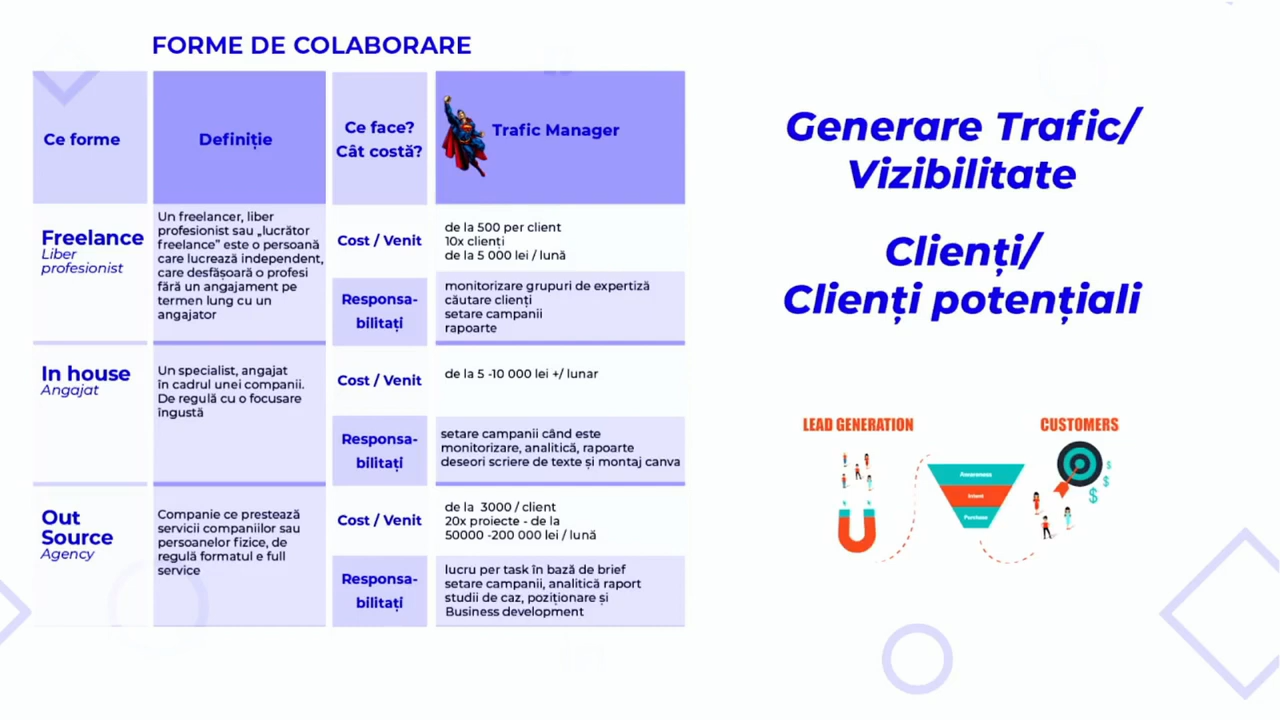 FORME DE COLABORARE
Ce forme
Definiție
Ce face?
Cât costă?
Trafic Manager
Freelance
Liber
profesionist
Un freelancer, liber
profesionist sau „lucrător
freelance” este o persoană
care lucrează independent,
care desfășoară o profesi
fără un angajament pe
termen lung cu un
angajator
Cost / Venit
de la 500 per client
10x clienți
de la 5 000 lei / lună
Responsa-
bilitați
monitorizare grupuri de expertiză
căutare clienți
setare campanii
rapoarte
In house
Angajat
Un specialist, angajat
în cadrul unei companii.
De regulă cu o focusare
îngustă
Cost / Venit
de la 5 -10 000 lei +/ lunar
Responsa-
bilitați
setare campanii când este
monitorizare, analitică, rapoarte
deseori scriere de texte și montaj canva
Out
Source
Agency
Companie ce prestează
servicii companiilor sau
persoanelor fizice, de
regulă formatul e full
service
Cost / Venit
de la 3000 / client
20x proiecte - de la
50000 -200 000 lei / lună
Responsa-
bilitați
lucru per task în bază de brief
setare campanii, analitică raport
studii de caz, poziționare și
Business development
Generare Trafic/
Vizibilitate
Clienți/
Clienți potențiali
LEAD GENERATION
CUSTOMERS
Awareness
Intent
Purchase